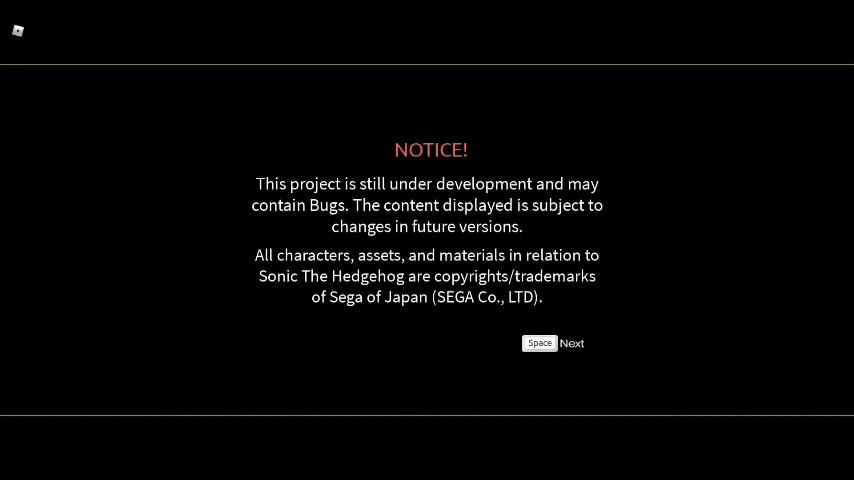 NOTICE!
This project is still under development and may
contain Bugs. The content displayed is subject to
changes in future versions.
All characters, assets, and materials in relation to
Sonic The Hedgehog are copyrights/trademarks
of Sega of Japan (SEGA Co., LTD).
Space Next